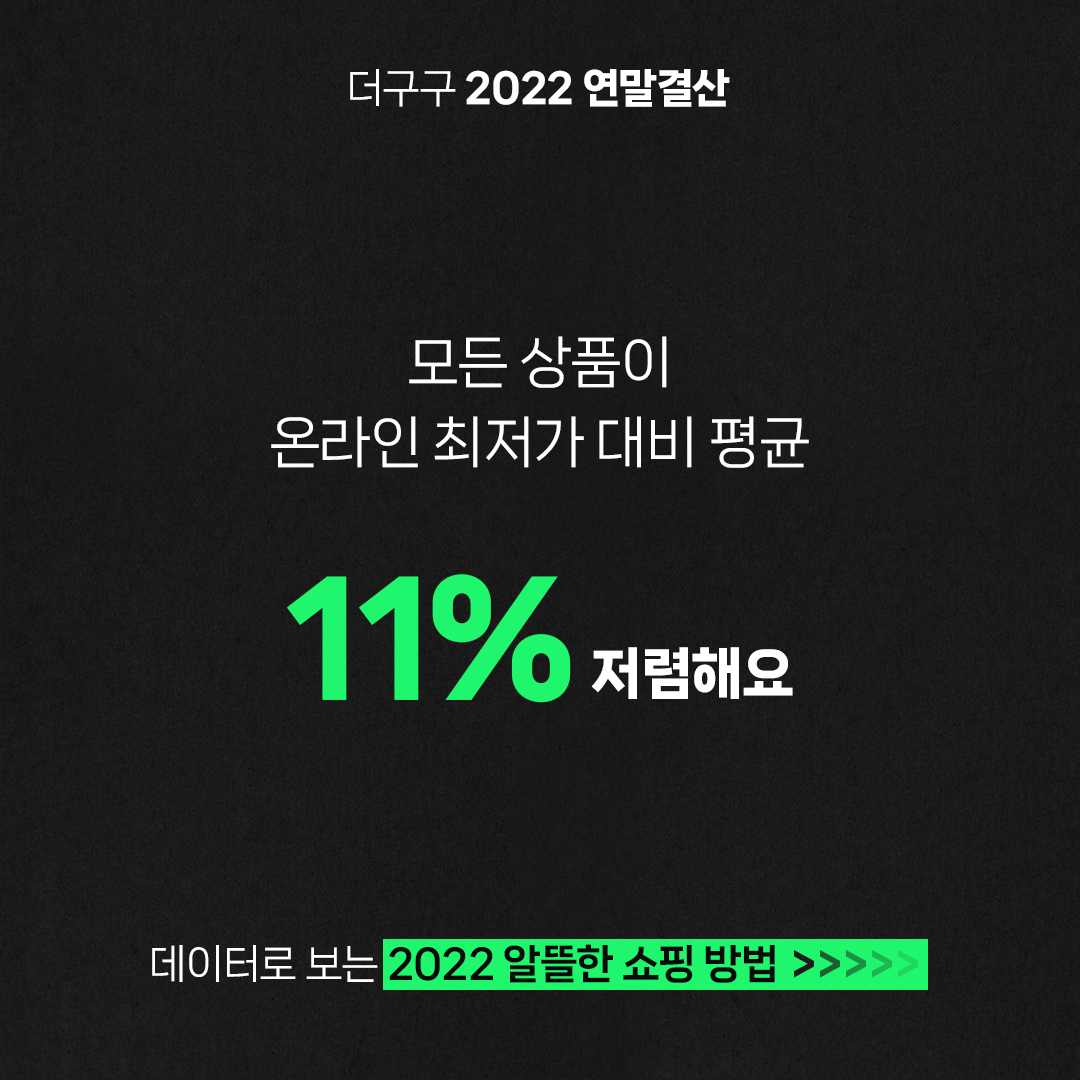 더구구 2022 연말결산
모든 상품이
온라인 최저가 대비 평균
11% 저렴해요
데이터로 보는 2022 알뜰한 쇼핑 방법 >>>>>